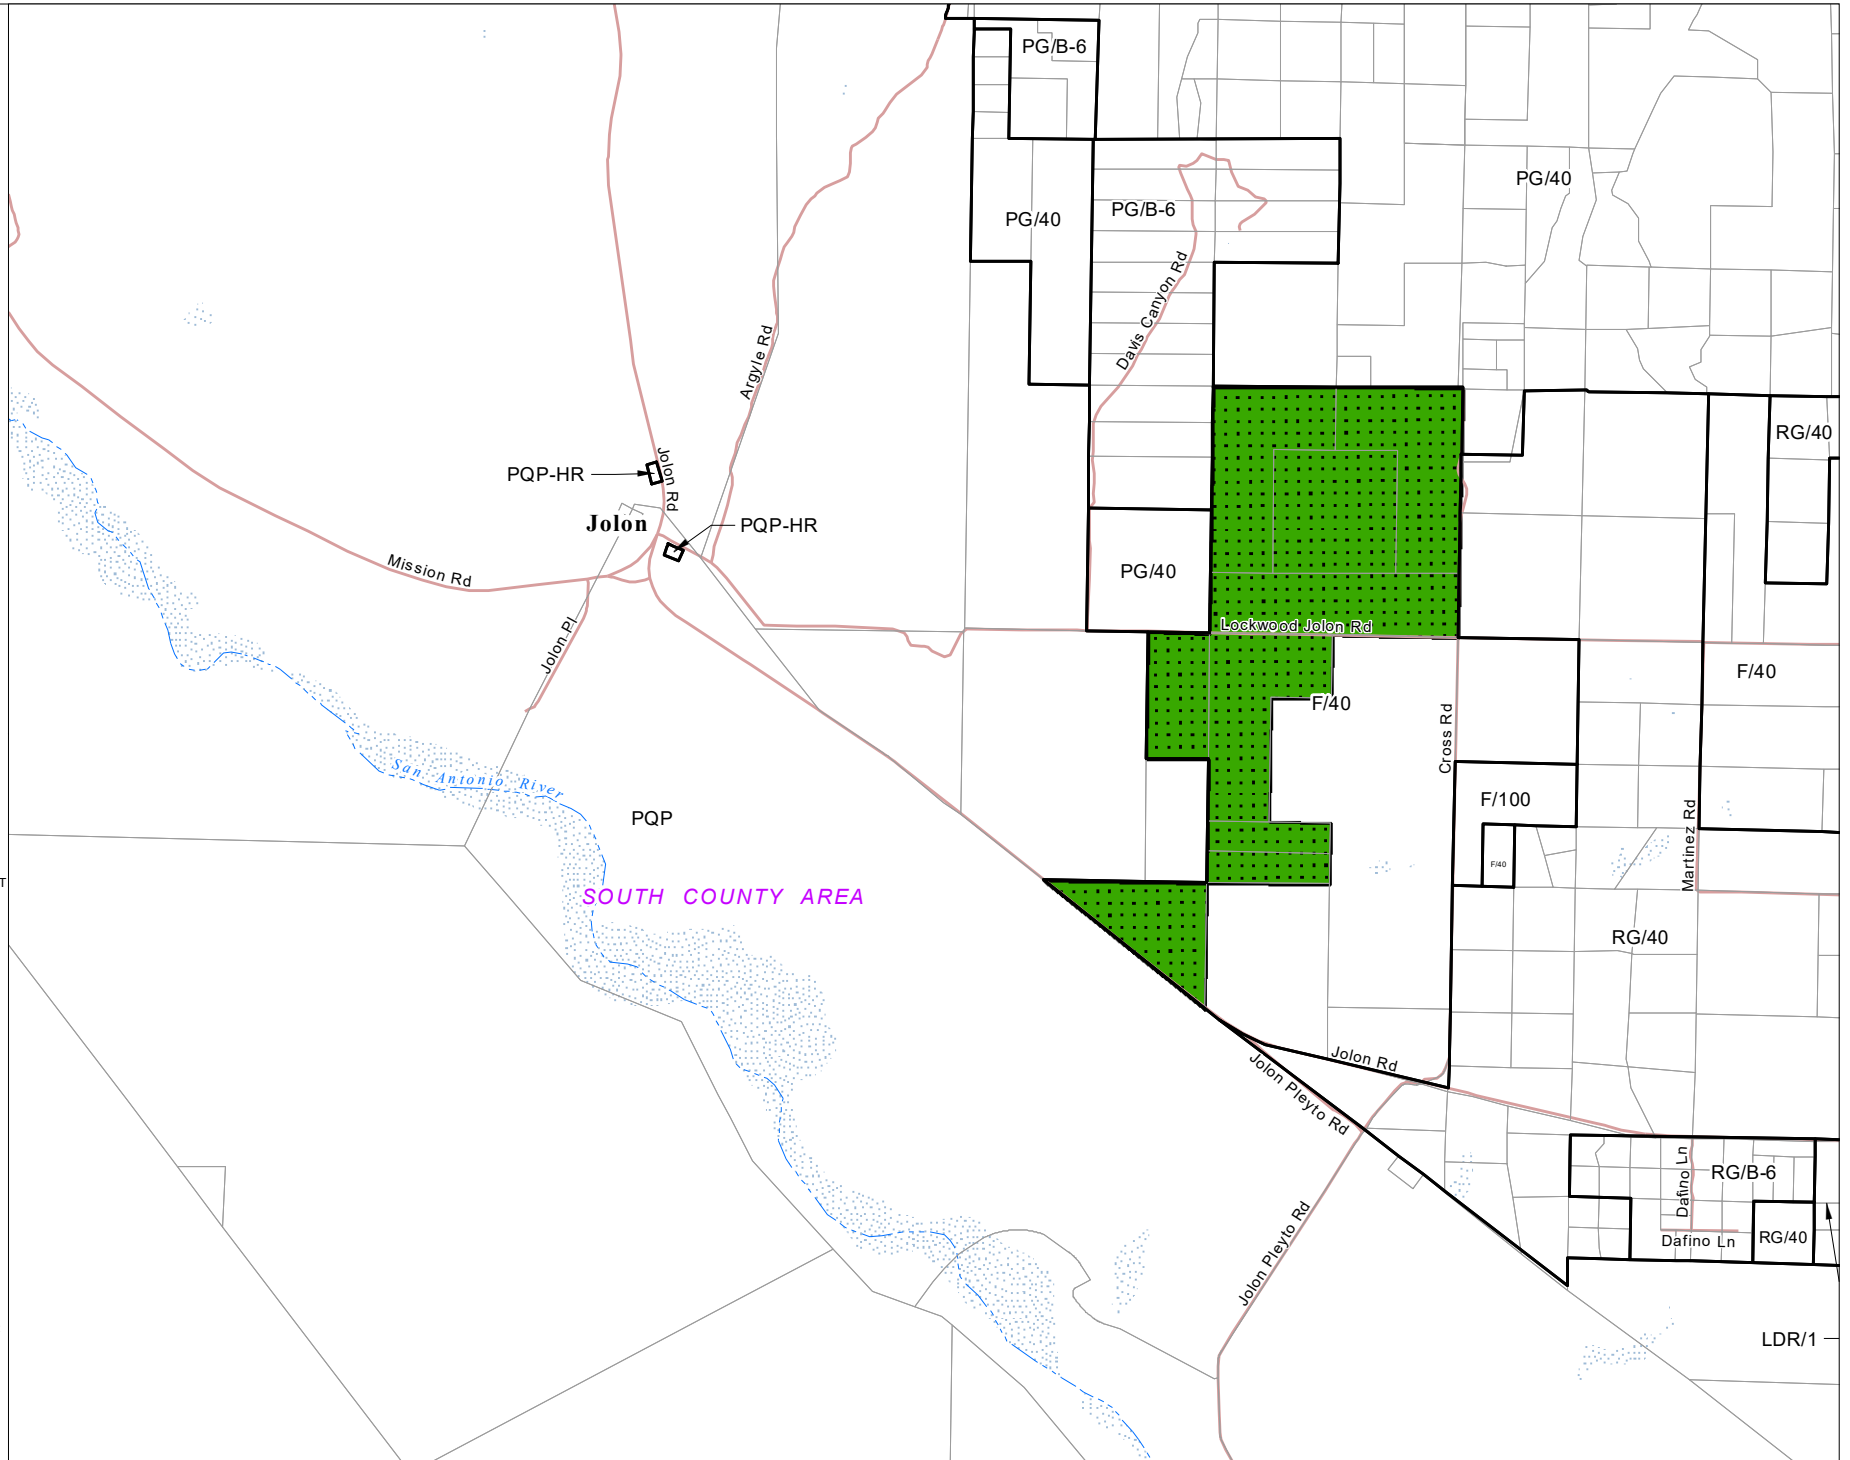 PG/B-6
PG/40
PG/40
PG/B-6
Davis Canyon Rd
Argyle Rd
RG/40
PQP-HR
Jolon Rd
Jolon
PQP-HR
Mission Rd
PG/40
Lockwood Jolon Rd
Jolon Pl
F/40
F/40
Cross Rd
San Antonio River
F/100
PQP
Martinez Rd
F/40
T
SOUTH COUNTY AREA
RG/40
Jolon Rd
Jolon Pleyto Rd
Dafino Ln
RG/B-6
Jolon Pleyto Rd
Dafino Ln
RG/40
LDR/1